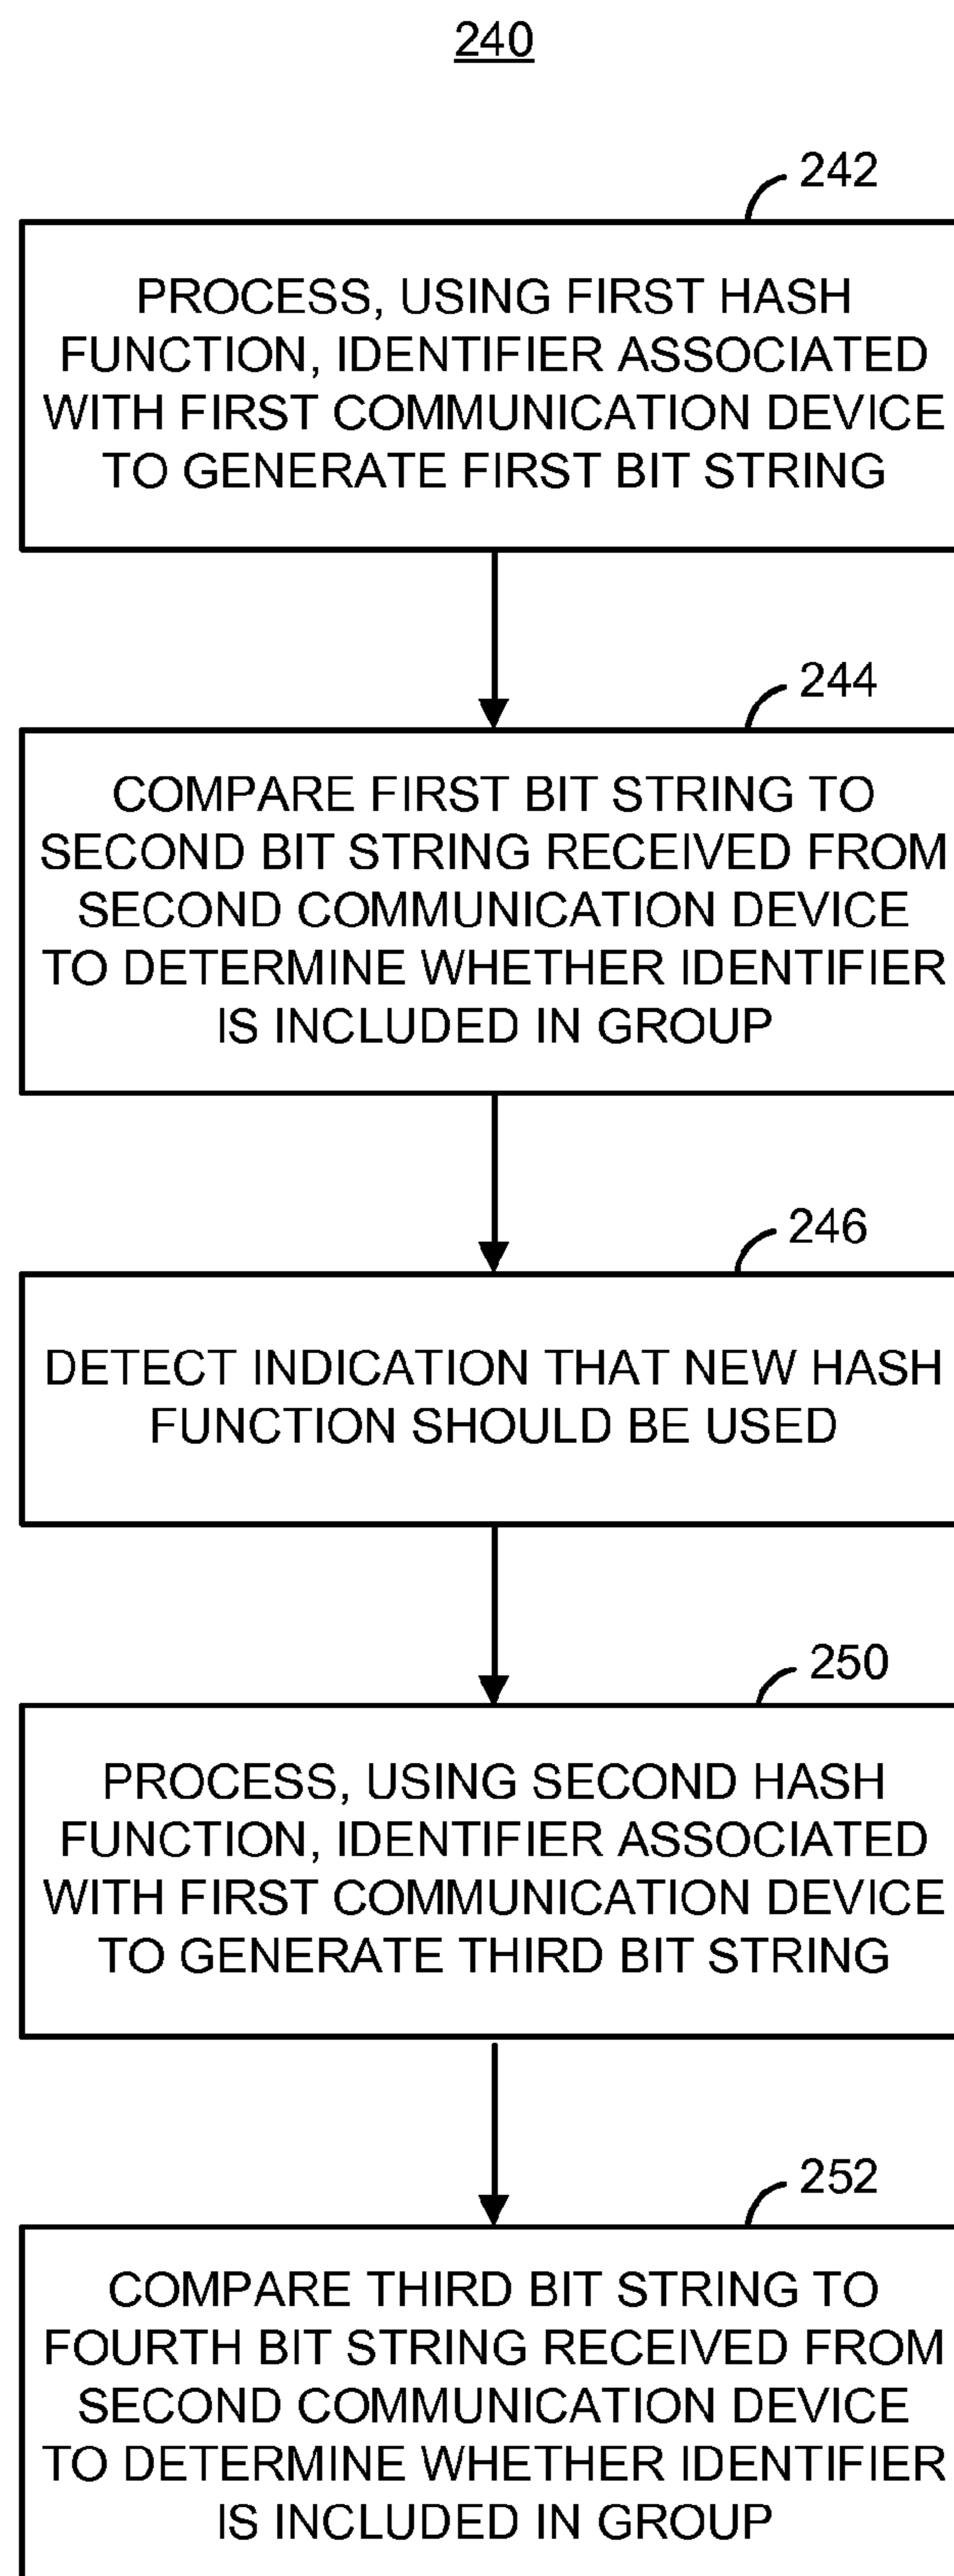 240
242
PROCESS, USING FIRST HASH
FUNCTION, IDENTIFIER ASSOCIATED
WITH FIRST COMMUNICATION DEVICE
TO GENERATE FIRST BIT STRING
244
COMPARE FIRST BIT STRING TO
SECOND BIT STRING RECEIVED FROM
SECOND COMMUNICATION DEVICE
TO DETERMINE WHETHER IDENTIFIER
IS INCLUDED IN GROUP
246
DETECT INDICATION THAT NEW HASH
FUNCTION SHOULD BE USED
250
PROCESS, USING SECOND HASH
FUNCTION, IDENTIFIER ASSOCIATED
WITH FIRST COMMUNICATION DEVICE
TO GENERATE THIRD BIT STRING
252
COMPARE THIRD BIT STRING TO
FOURTH BIT STRING RECEIVED FROM
SECOND COMMUNICATION DEVICE
TO DETERMINE WHETHER IDENTIFIER
IS INCLUDED IN GROUP